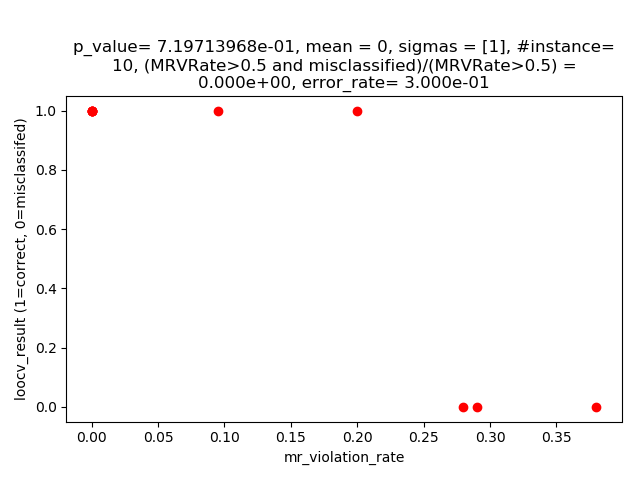 p_value= 7.19713968e-01, mean = 0, sigmas = [1], #instance=
10, (MRVRate>0.5 and misclassified)/(MRVRate>0.5) =
0.000e+00, error_rate= 3.000e-01
loocv_result (1=correct, 0=misclassifed)
1.0
0.8
0.6
0.4
0.2
0.0
0.00 0.05 0.10 0.15 0.20 0.25 0.30 0.35
mr_violation_rate